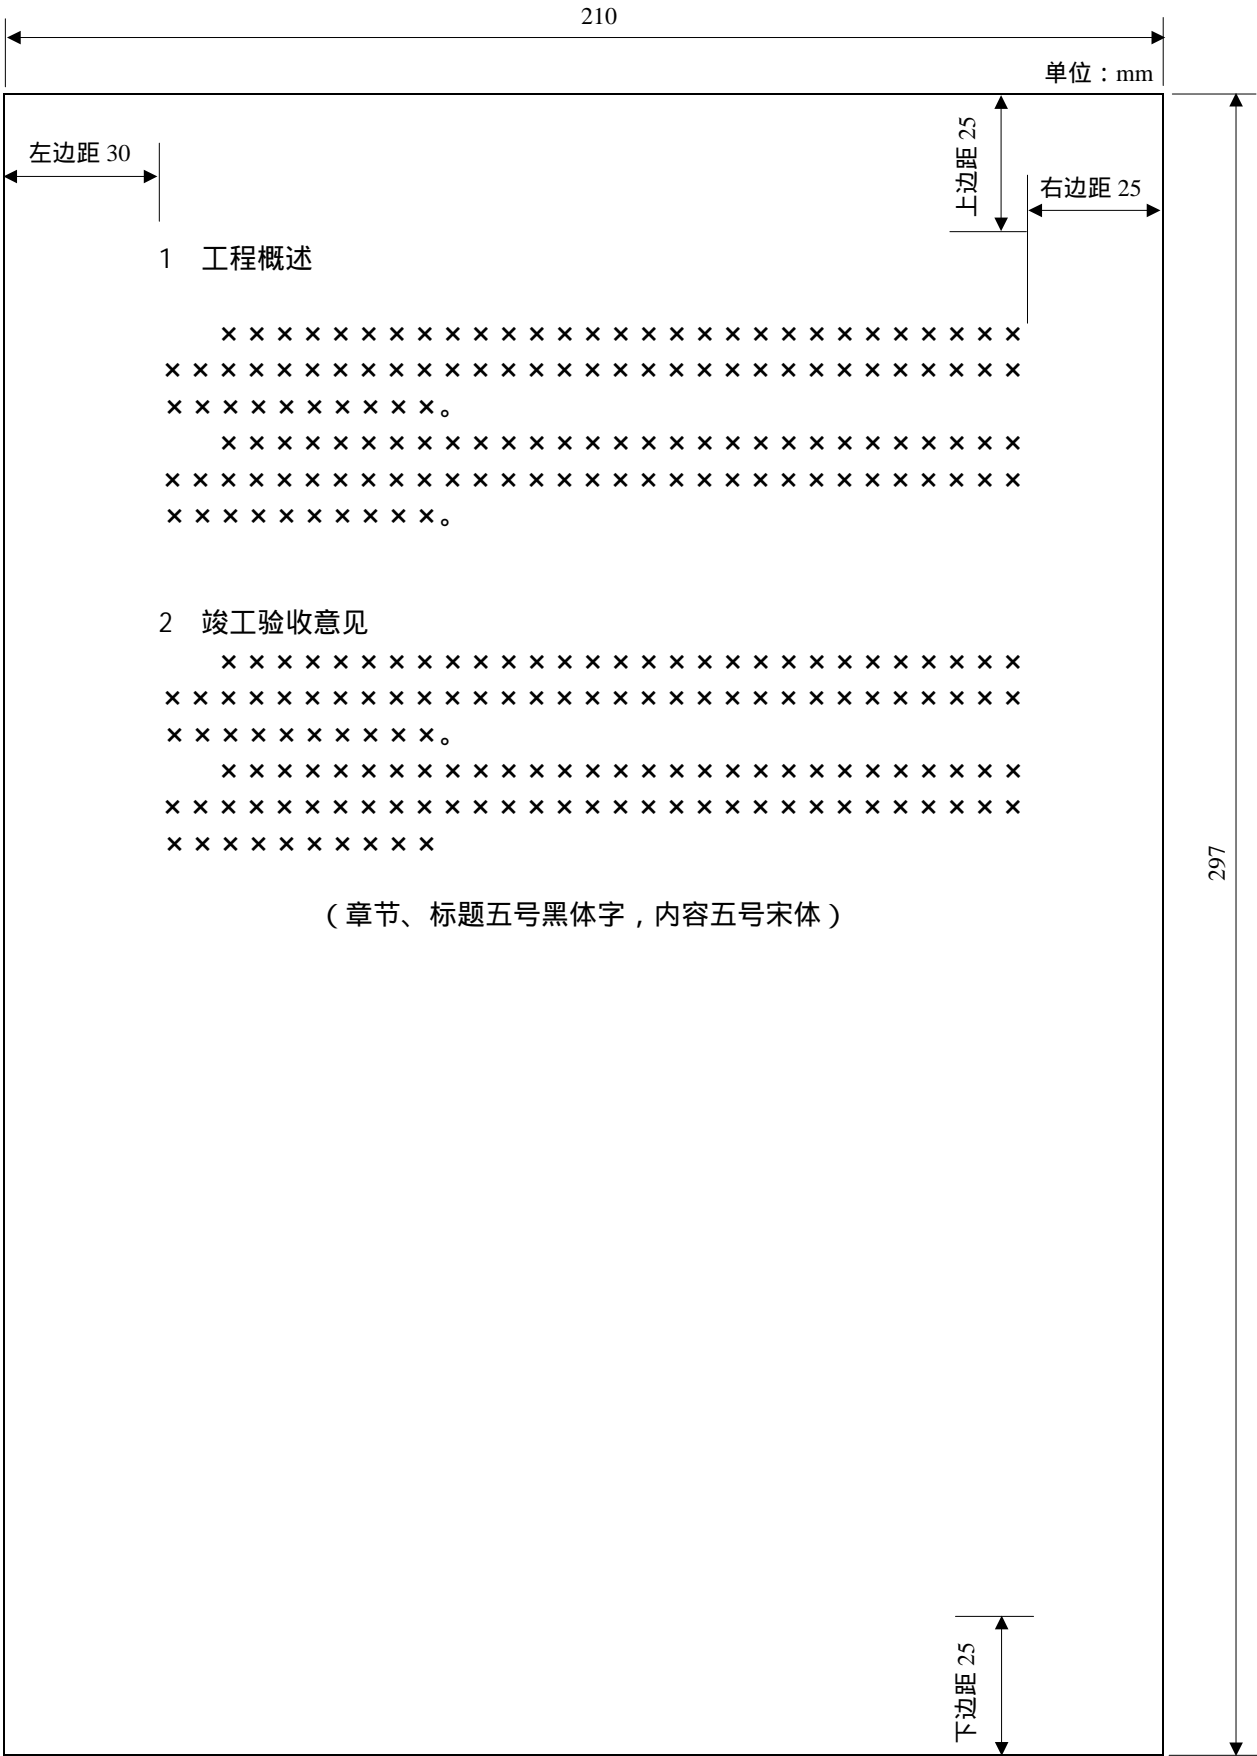 210
单位：mm
左边距 30
上边距 25
右边距 25
1 工程概述
× × × × × × × × × × × × × × × × × × × × × × × × × × × × ×
× × × × × × × × × × × × × × × × × × × × × × × × × × × × × × ×
× × × × × × × × × ×。
× × × × × × × × × × × × × × × × × × × × × × × × × × × × ×
× × × × × × × × × × × × × × × × × × × × × × × × × × × × × × ×
× × × × × × × × × ×。
2 竣工验收意见
× × × × × × × × × × × × × × × × × × × × × × × × × × × × ×
× × × × × × × × × × × × × × × × × × × × × × × × × × × × × × ×
× × × × × × × × × ×。
× × × × × × × × × × × × × × × × × × × × × × × × × × × × ×
× × × × × × × × × × × × × × × × × × × × × × × × × × × × × × ×
× × × × × × × × × ×
297
（章节、标题五号黑体字，内容五号宋体）
下边距 25